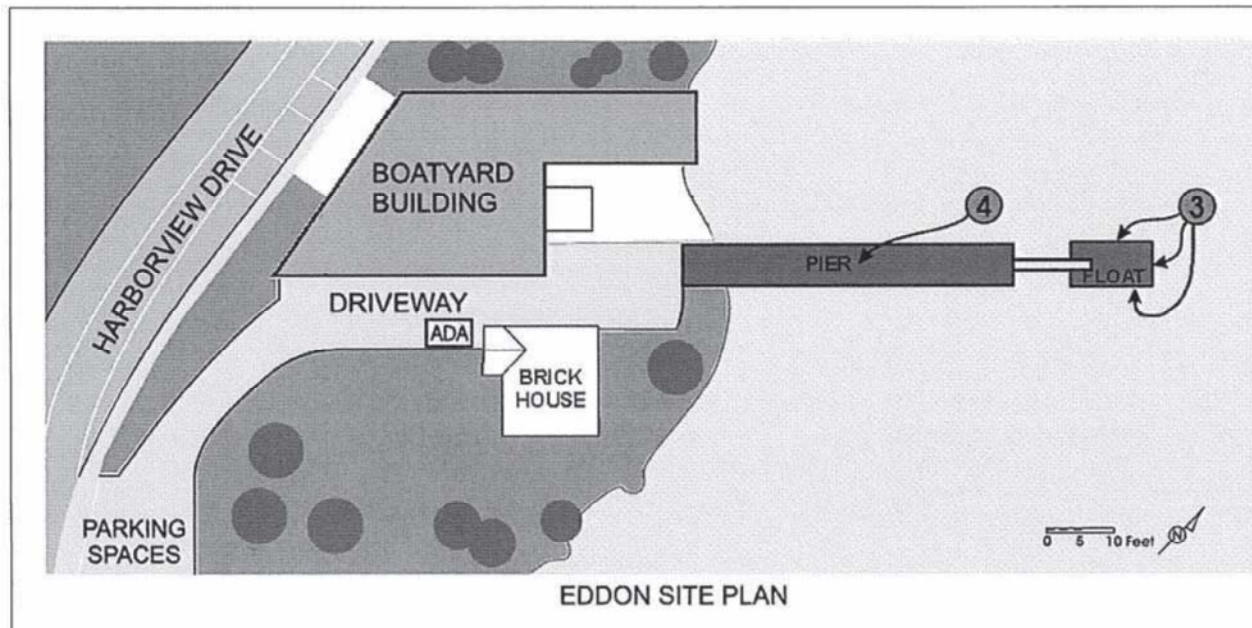 HARBORVIEW DRIVE
BOATYARD
BUILDING
4
3
PIER
FLOAT
DRIVEWAY
ADA
BRICK
HOUSE
PARKING
SPACES
0 5 10 Feet
N
EDDON SITE PLAN